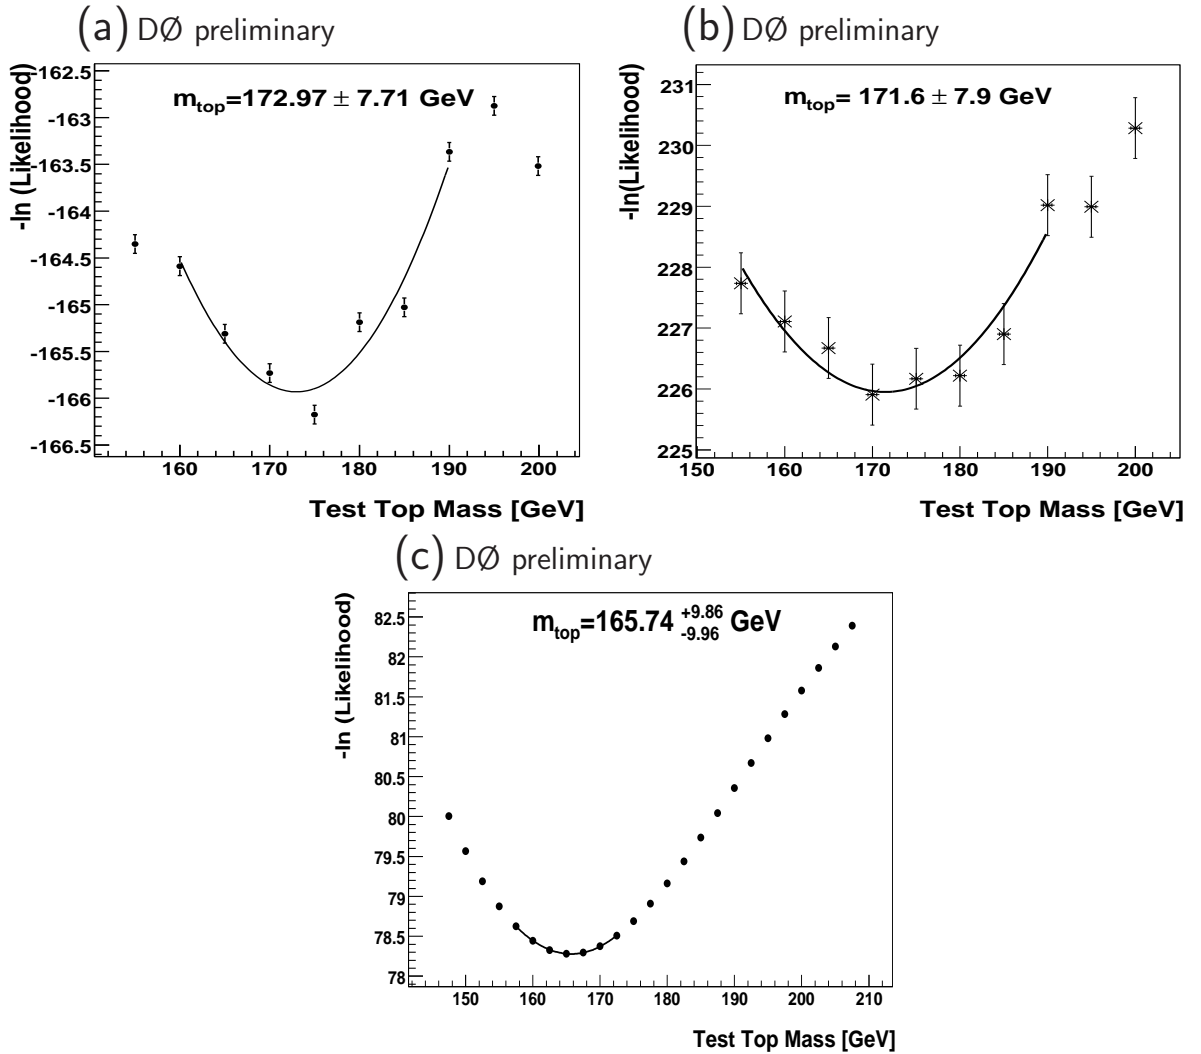 (a) DØ preliminary
-ln (Likelihood)
m_top=172.97 ± 7.71 GeV
-162.5
-163
-163.5
-164
-164.5
-165
-165.5
-166
-166.5
160 170 180 190 200
Test Top Mass [GeV]
(b) DØ preliminary
-ln(Likelihood)
m_top= 171.6 ± 7.9 GeV
231
230
229
228
227
226
225
150 160 170 180 190 200
Test Top Mass [GeV]
(c) DØ preliminary
-ln (Likelihood)
m_top=165.74 +9.86 -9.96 GeV
82.5
82
81.5
81
80.5
80
79.5
79
78.5
78
150 160 170 180 190 200 210
Test Top Mass [GeV]